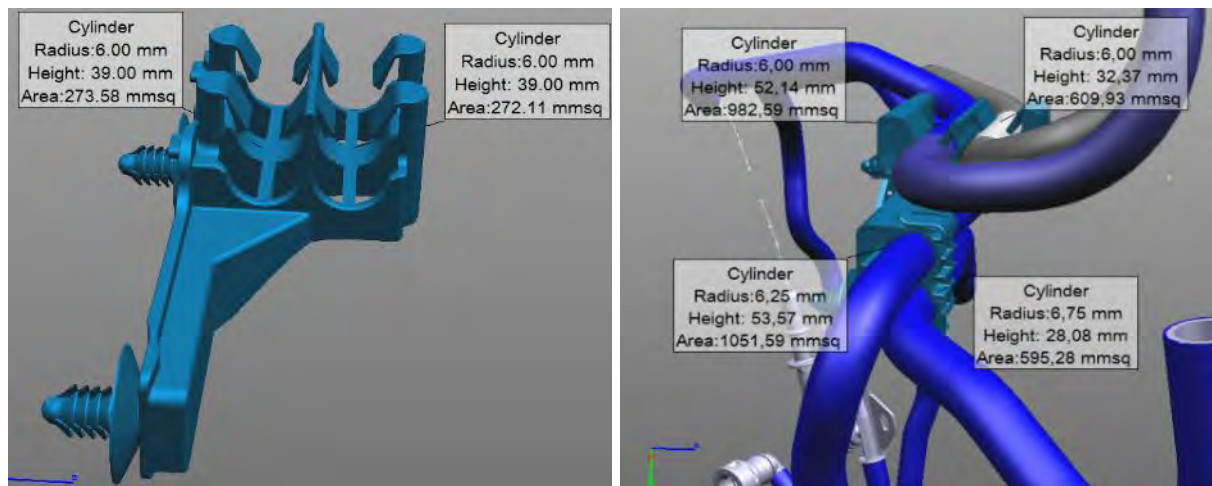 Cylinder
Radius:6.00 mm
Height: 39.00 mm
Area:273.58 mmsq
Cylinder
Radius:6.00 mm
Height: 39.00 mm
Area:272.11 mmsq
Cylinder
Radius:6,00 mm
Height: 52,14 mm
Area:982,59 mmsq
Cylinder
Radius:6,00 mm
Height: 32,37 mm
Area:609,93 mmsq
Cylinder
Radius:6,25 mm
Height: 53,57 mm
Area:1051,59 mmsq
Cylinder
Radius:6,75 mm
Height: 28,08 mm
Area:595,28 mmsq